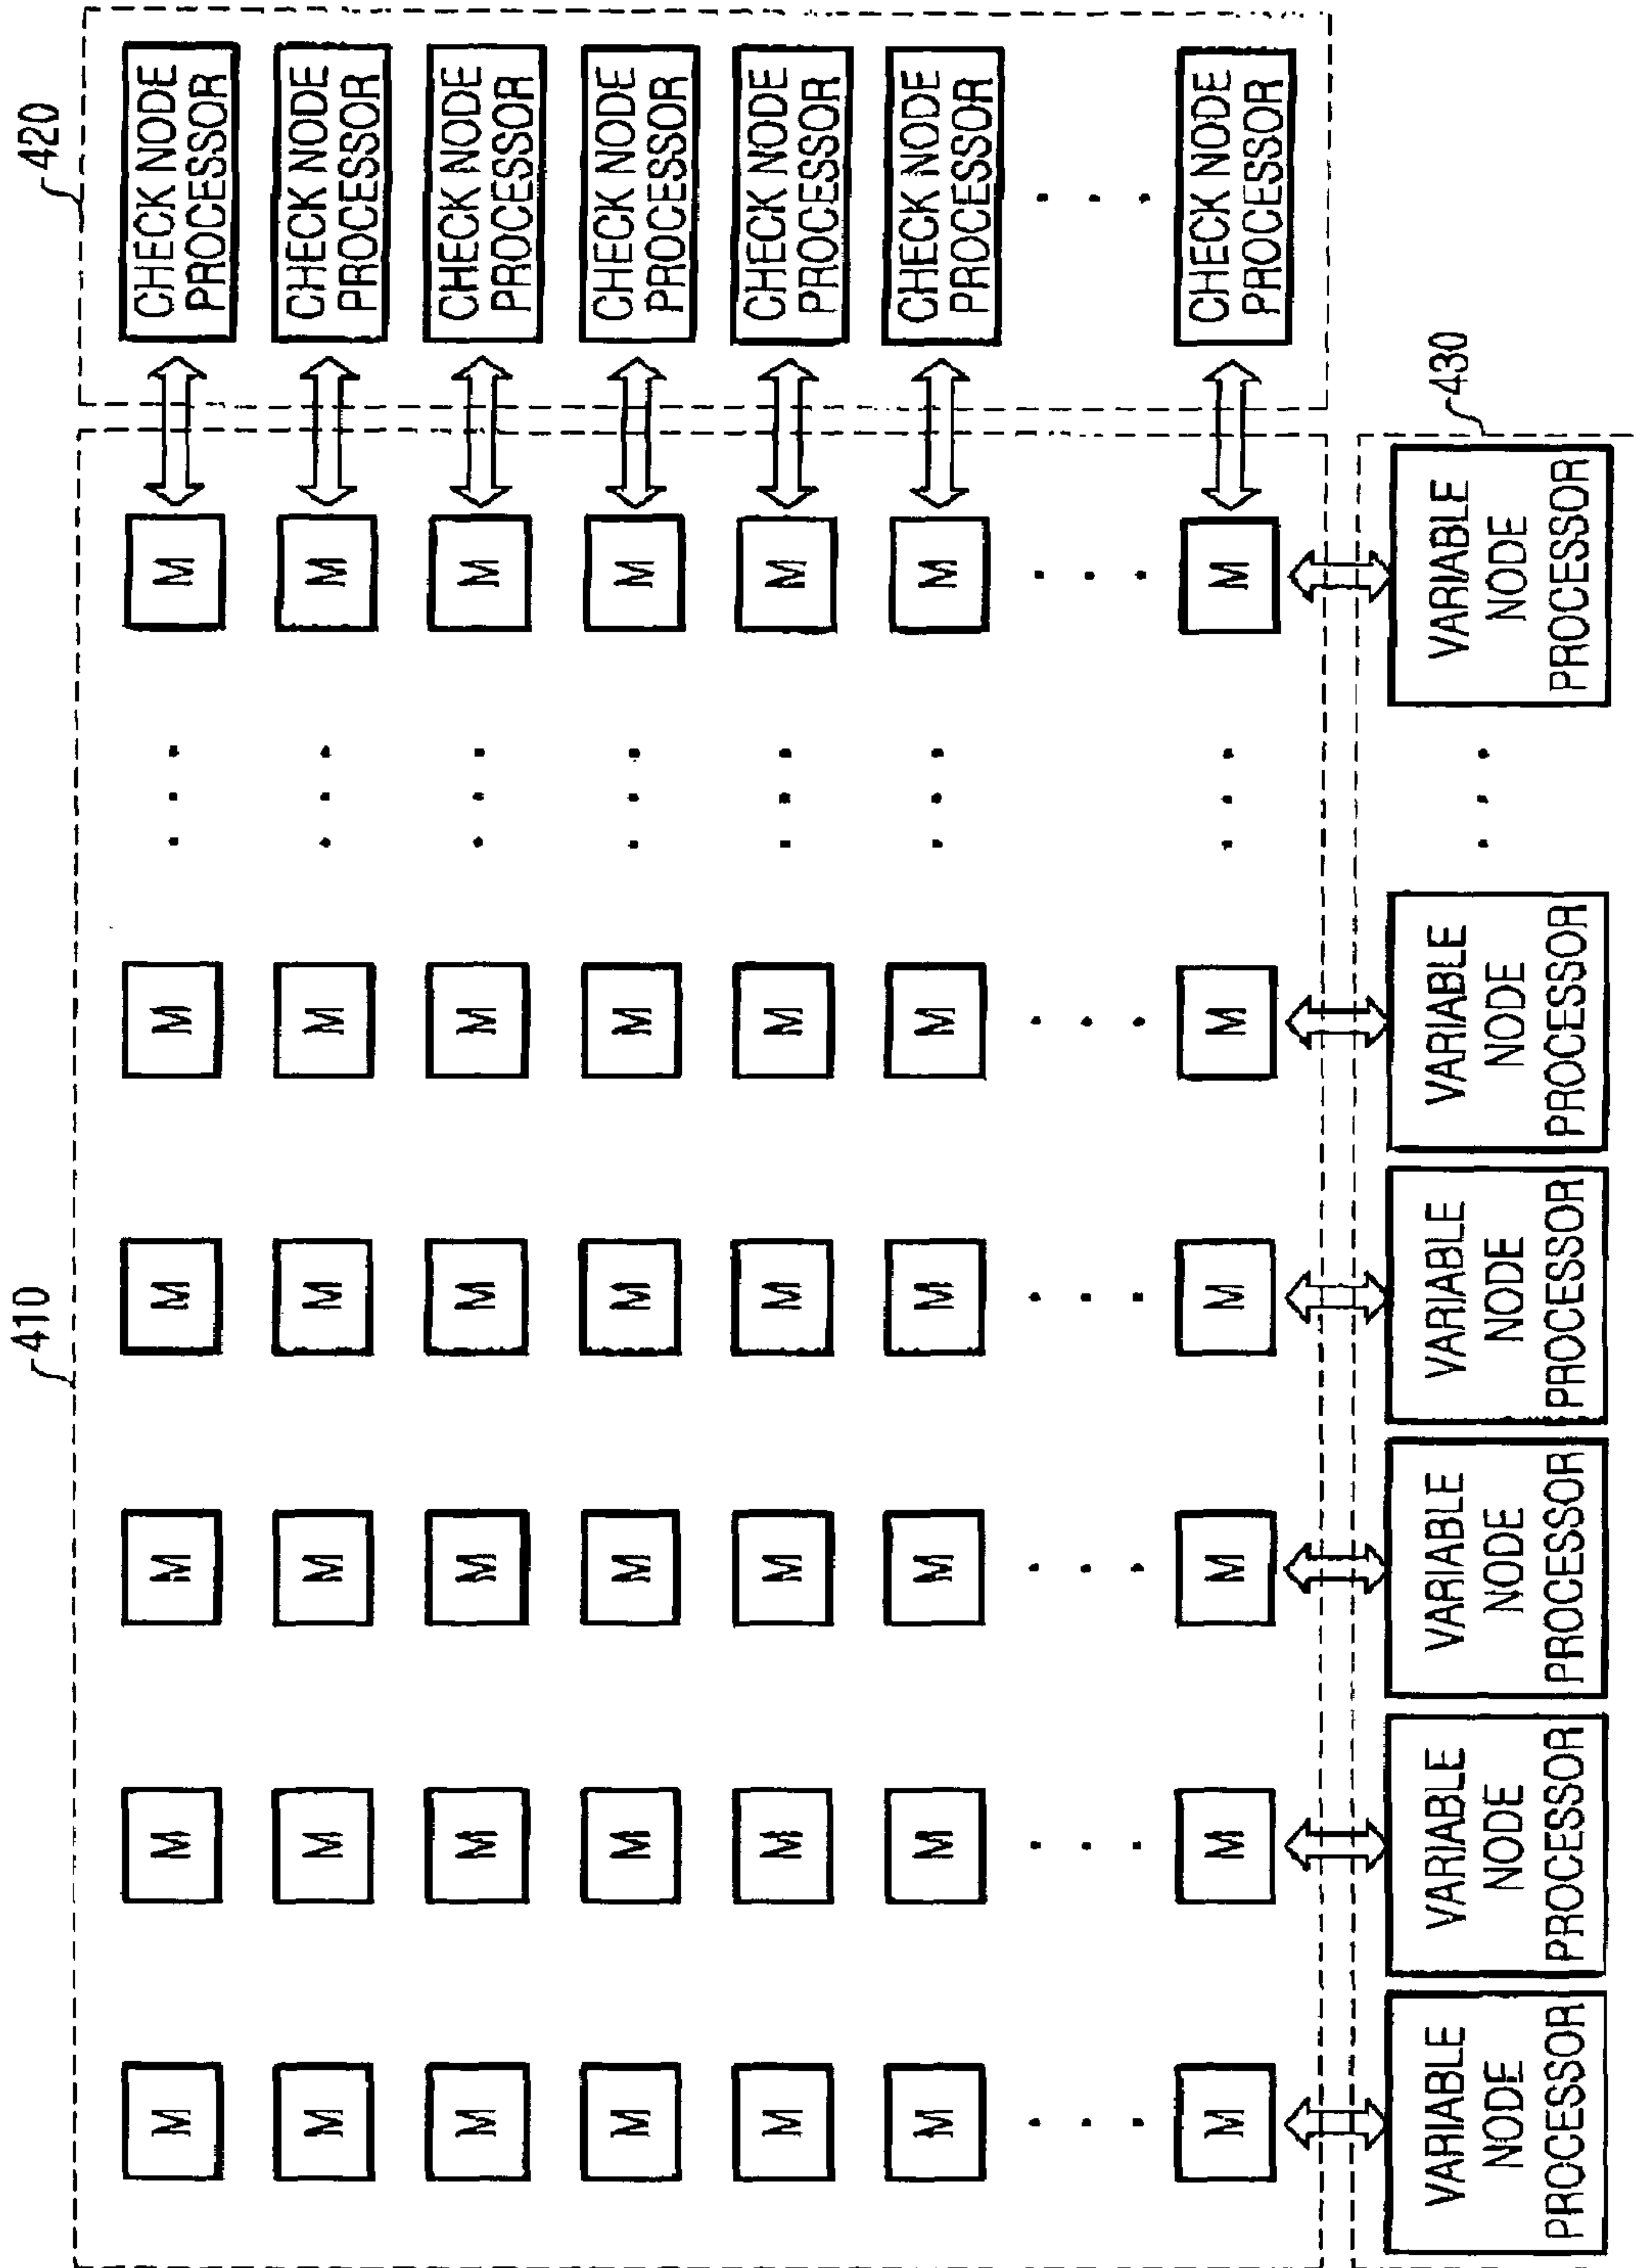 410
420
M M M M M M CHECK NODE
PROCESSOR
M M M M M M CHECK NODE
PROCESSOR
M M M M M M CHECK NODE
PROCESSOR
M M M M M M CHECK NODE
PROCESSOR
M M M M M M CHECK NODE
PROCESSOR
M M M M M M CHECK NODE
PROCESSOR
M M M M M M CHECK NODE
PROCESSOR
430
VARIABLE
NODE
PROCESSOR
VARIABLE
NODE
PROCESSOR
VARIABLE
NODE
PROCESSOR
VARIABLE
NODE
PROCESSOR
VARIABLE
NODE
PROCESSOR
VARIABLE
NODE
PROCESSOR